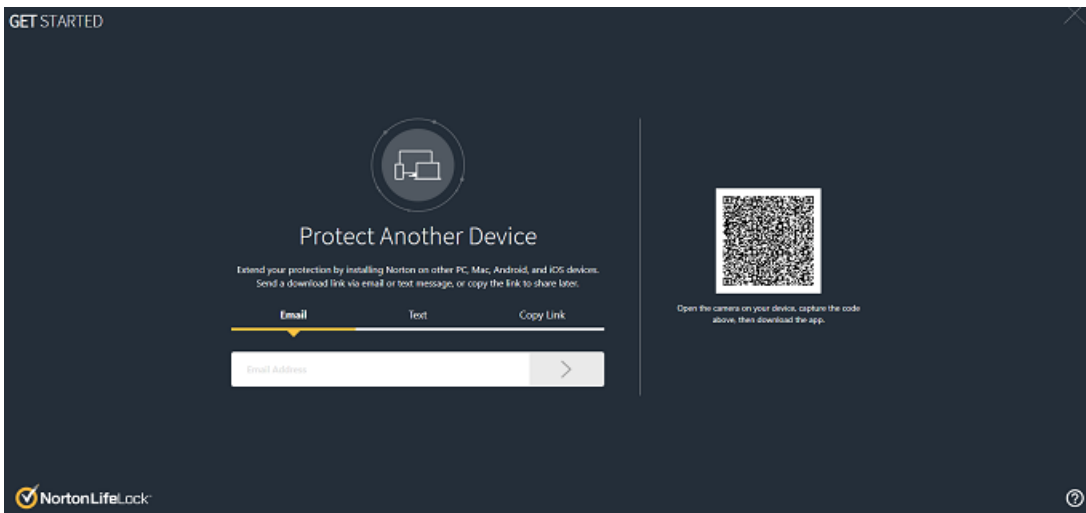 GET STARTED
Protect Another Device
Extend your protection by installing Norton on other PC, Mac, Android, and iOS devices.
Send a download link via email or text message, or copy the link to share later.
Email Text Copy Link
Email Address
Open the camera on your device, capture the code
above, then download the app.
NortonLifeLock